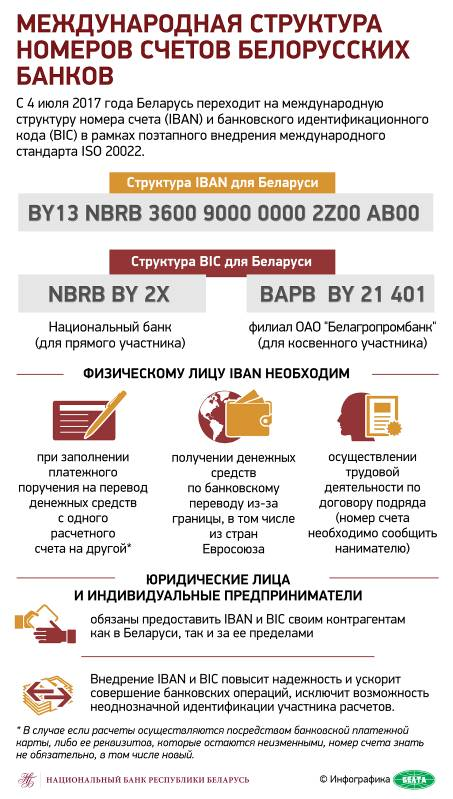 МЕЖДУНАРОДНАЯ СТРУКТУРА
НОМЕРОВ СЧЕТОВ БЕЛОРУССКИХ
БАНКОВ
С 4 июля 2017 года Беларусь переходит на международную
структуру номера счета (IBAN) и банковского идентификационного
кода (BIC) в рамках поэтапного внедрения международного
стандарта ISO 20022.
Структура IBAN для Беларуси
BY13 NBRB 3600 9000 0000 2Z00 AB00
Структура BIC для Беларуси
NBRB BY 2X
Национальный банк
(для прямого участника)
BAPB BY 21 401
филиал ОАО "Белагропромбанк"
(для косвенного участника)
ФИЗИЧЕСКОМУ ЛИЦУ IBAN НЕОБХОДИМ
при заполнении
платежного
поручения на перевод
денежных средств
с одного
расчетного
счета на другой*
получении денежных
средств
по банковскому
переводу из-за
границы, в том числе
из стран
Евросоюза
осуществлении
трудовой
деятельности по
договору подряда
(номер счета
необходимо сообщить
нанимателю)
ЮРИДИЧЕСКИЕ ЛИЦА
И ИНДИВИДУАЛЬНЫЕ ПРЕДПРИНИМАТЕЛИ
обязаны предоставить IBAN и BIC своим контрагентам
как в Беларуси, так и за ее пределами
Внедрение IBAN и BIC повысит надежность и ускорит
совершение банковских операций, исключит возможность
неоднозначной идентификации участника расчетов.
* В случае если расчеты осуществляются посредством банковской платежной
карты, либо ее реквизитов, которые остаются неизменными, номер счета знать
не обязательно, в том числе новый.
НАЦИОНАЛЬНЫЙ БАНК РЕСПУБЛИКИ БЕЛАРУСЬ
© Инфографика
БЕЛТА